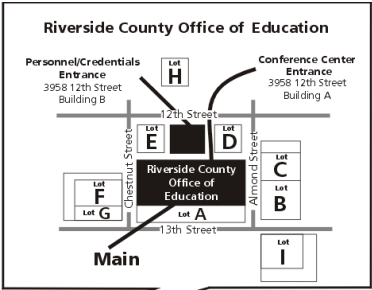 Riverside County Office of Education
Personnel/Credentials
Entrance
3958 12th Street
Building B
Lot
H
Conference Center
Entrance
3958 12th Street
Building A
12th Street
Lot
E
Lot
D
Chestnut Street
Almond Street
Riverside County
Office of
Education
Lot
C
Lot
F
Lot G
Lot A
Lot
B
13th Street
Main
Lot
I